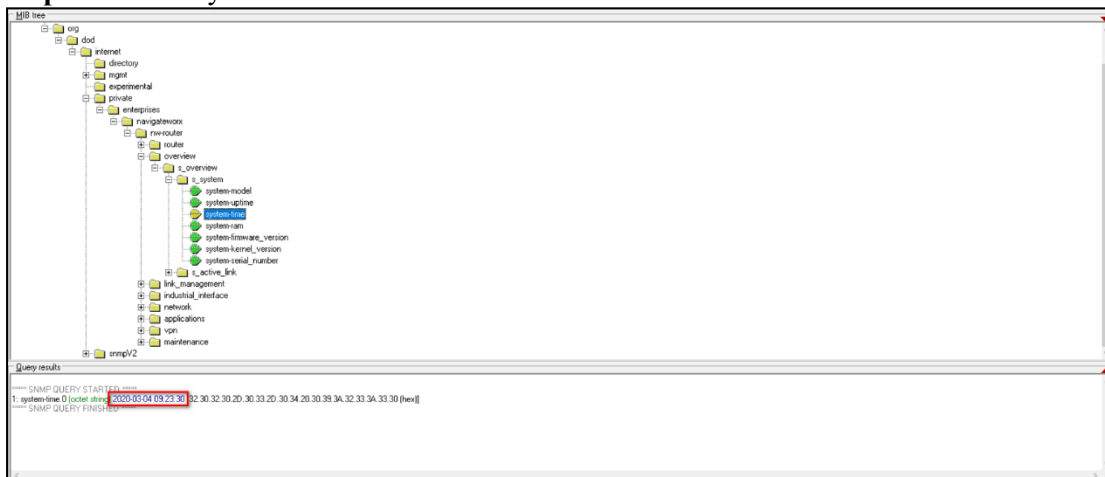 MIB tree
org
dod
internet
directory
mgmt
experimental
private
enterprises
navigateworx
nw-router
router
overview
s_overview
s_system
system-model
system-uptime
system-time
system-ram
system-firmware_version
system-kernel_version
system-serial_number
s_active_link
link_management
industrial_interface
network
applications
vpn
maintenance
snmpV2
Query results
***** SNMP QUERY STARTED *****
1: system-time.0 (octet string) 2020-03-04 09:23:30 [32.30.32.30.2D.30.33.2D.30.34.20.30.39.3A.32.33.3A.33.30 (hex)]
***** SNMP QUERY FINISHED *****